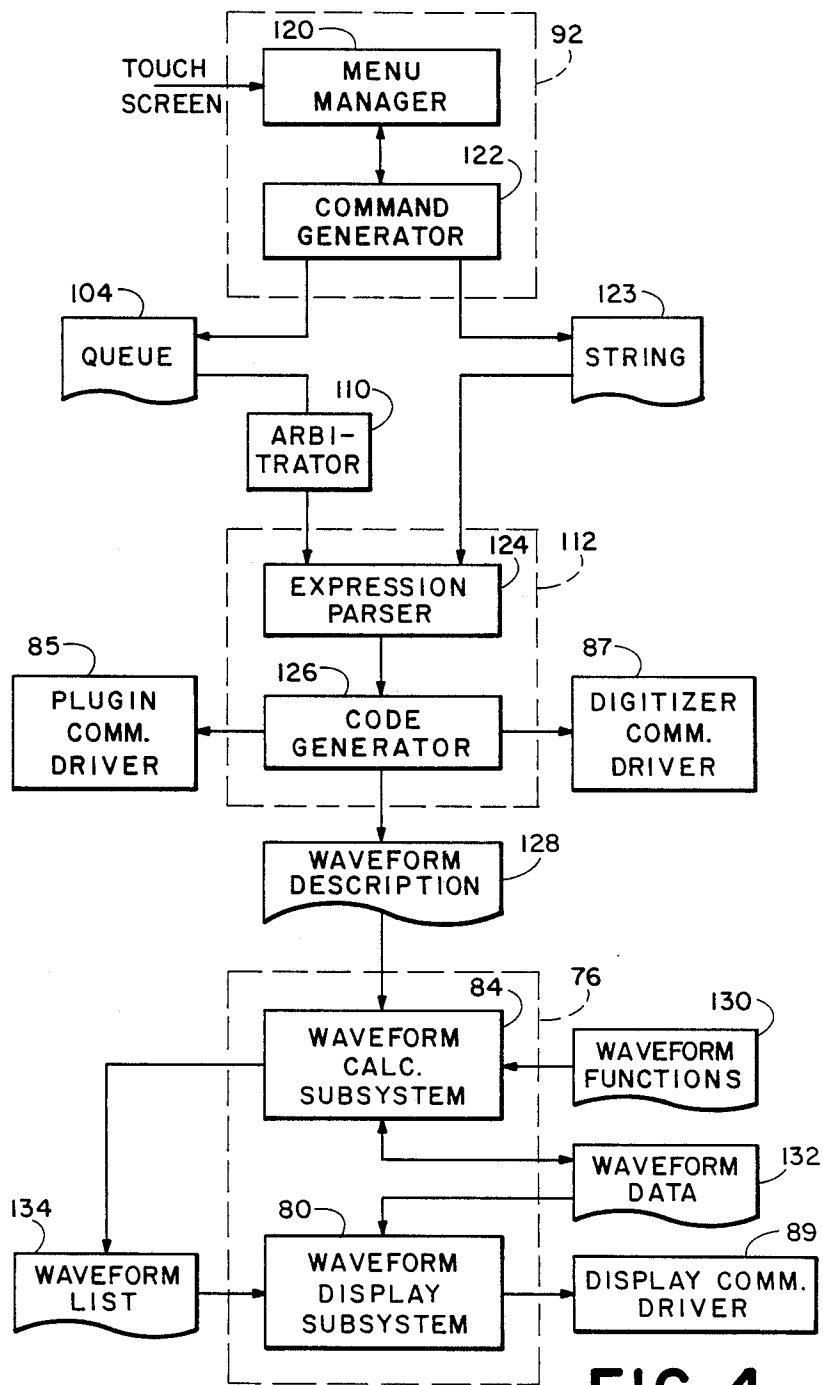 120
92
TOUCH
SCREEN
MENU
MANAGER
122
COMMAND
GENERATOR
104
QUEUE
123
STRING
110
ARBI-
TRATOR
124
112
EXPRESSION
PARSER
85
PLUGIN
COMM.
DRIVER
126
CODE
GENERATOR
87
DIGITIZER
COMM.
DRIVER
WAVEFORM
DESCRIPTION
128
84
76
WAVEFORM
CALC.
SUBSYSTEM
130
WAVEFORM
FUNCTIONS
WAVEFORM
DATA
132
134
WAVEFORM
LIST
80
WAVEFORM
DISPLAY
SUBSYSTEM
89
DISPLAY COMM.
DRIVER
FIG. 4